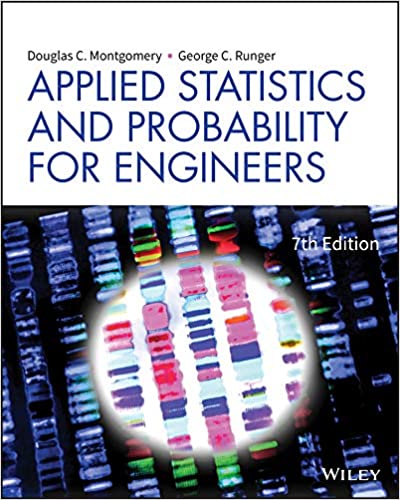 Douglas C. Montgomery • George C. Runger
APPLIED STATISTICS
AND PROBABILITY
FOR ENGINEERS
7th Edition
WILEY